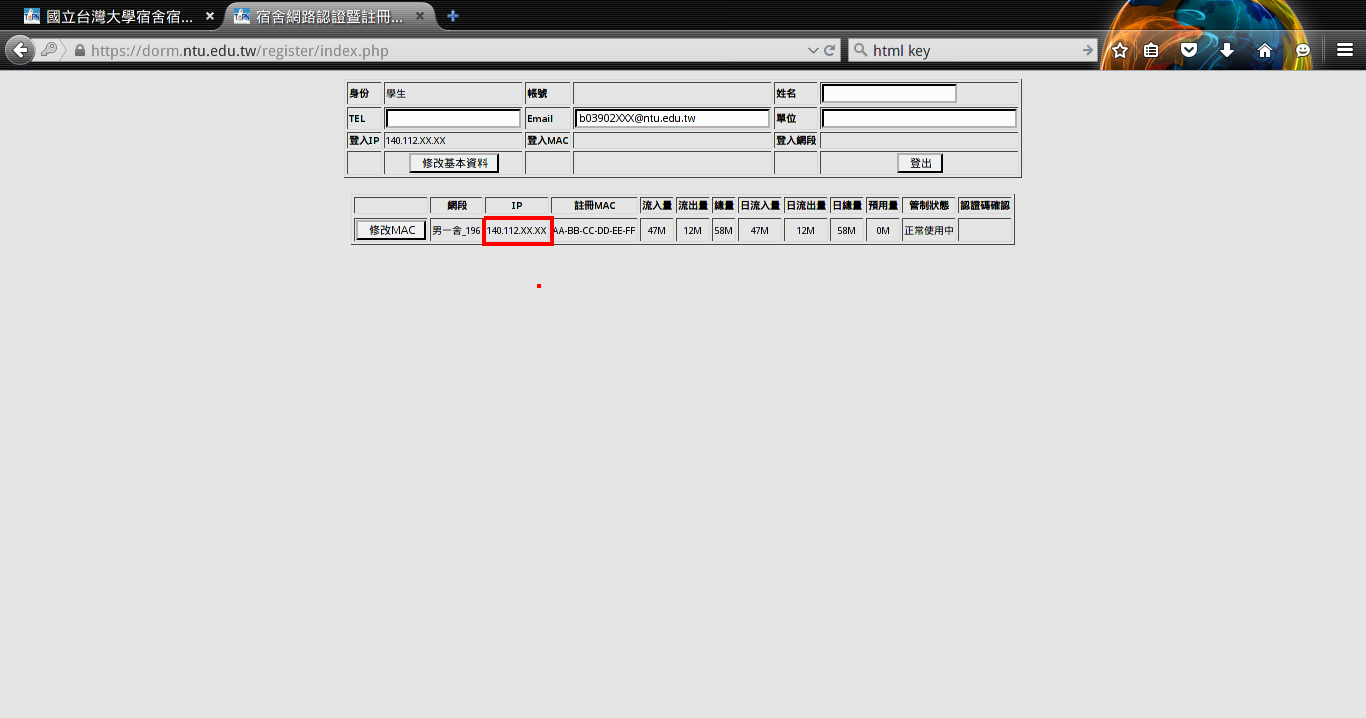 國立台灣大學宿舍宿...
宿舍網路認證暨註冊...
https://dorm.ntu.edu.tw/register/index.php
html key
身份 學生 帳號 姓名
TEL Email b03902XXX@ntu.edu.tw 單位
登入IP 140.112.XX.XX 登入MAC 登入網段
修改基本資料 登出
網段 IP 註冊MAC 流入量 流出量 總量 日流入量 日流出量 日總量 預用量 管制狀態 認證碼確認
修改MAC 男一舍_196 140.112.XX.XX AA-BB-CC-DD-EE-FF 47M 12M 58M 47M 12M 58M 0M 正常使用中